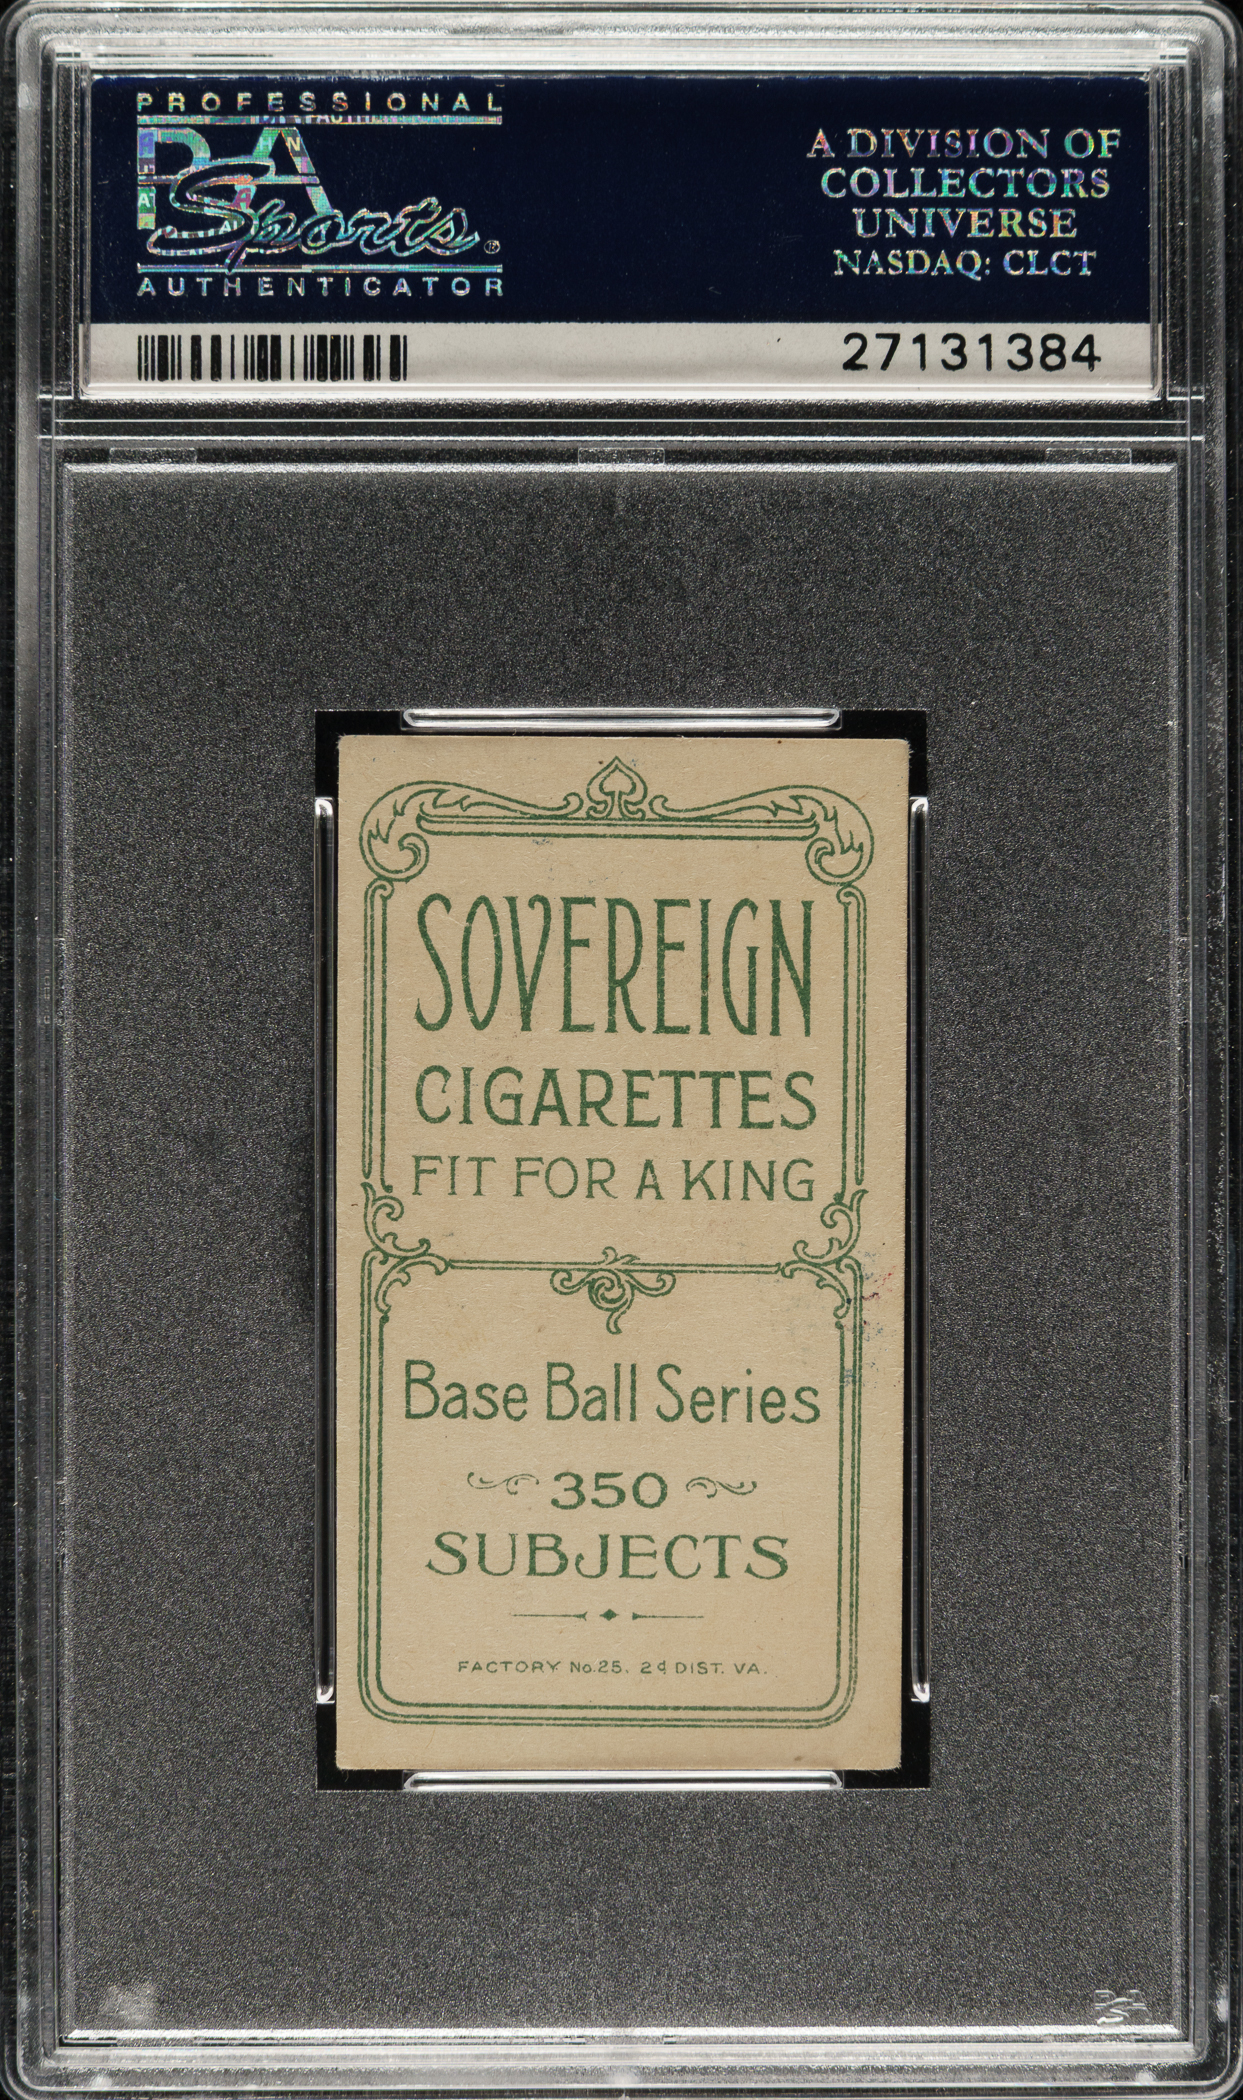 PROFESSIONAL
PSA
Sports®
AUTHENTICATOR
A DIVISION OF
COLLECTORS
UNIVERSE
NASDAQ: CLCT
27131384
SOVEREIGN
CIGARETTES
FIT FOR A KING
Base Ball Series
350
SUBJECTS
FACTORY No.25, 2d DIST. VA.
PSA